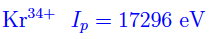 Kr³⁴⁺ Iₚ = 17296 eV